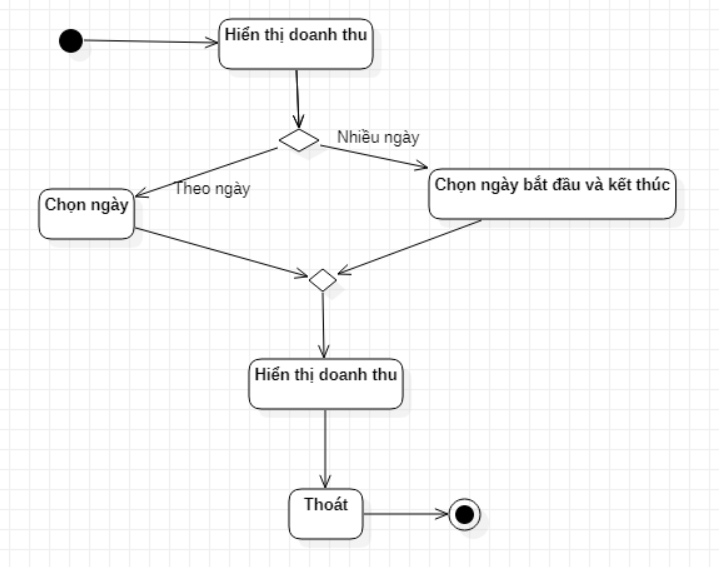 Hiển thị doanh thu
Nhiều ngày
Theo ngày
Chọn ngày bắt đầu và kết thúc
Chọn ngày
Hiển thị doanh thu
Thoát